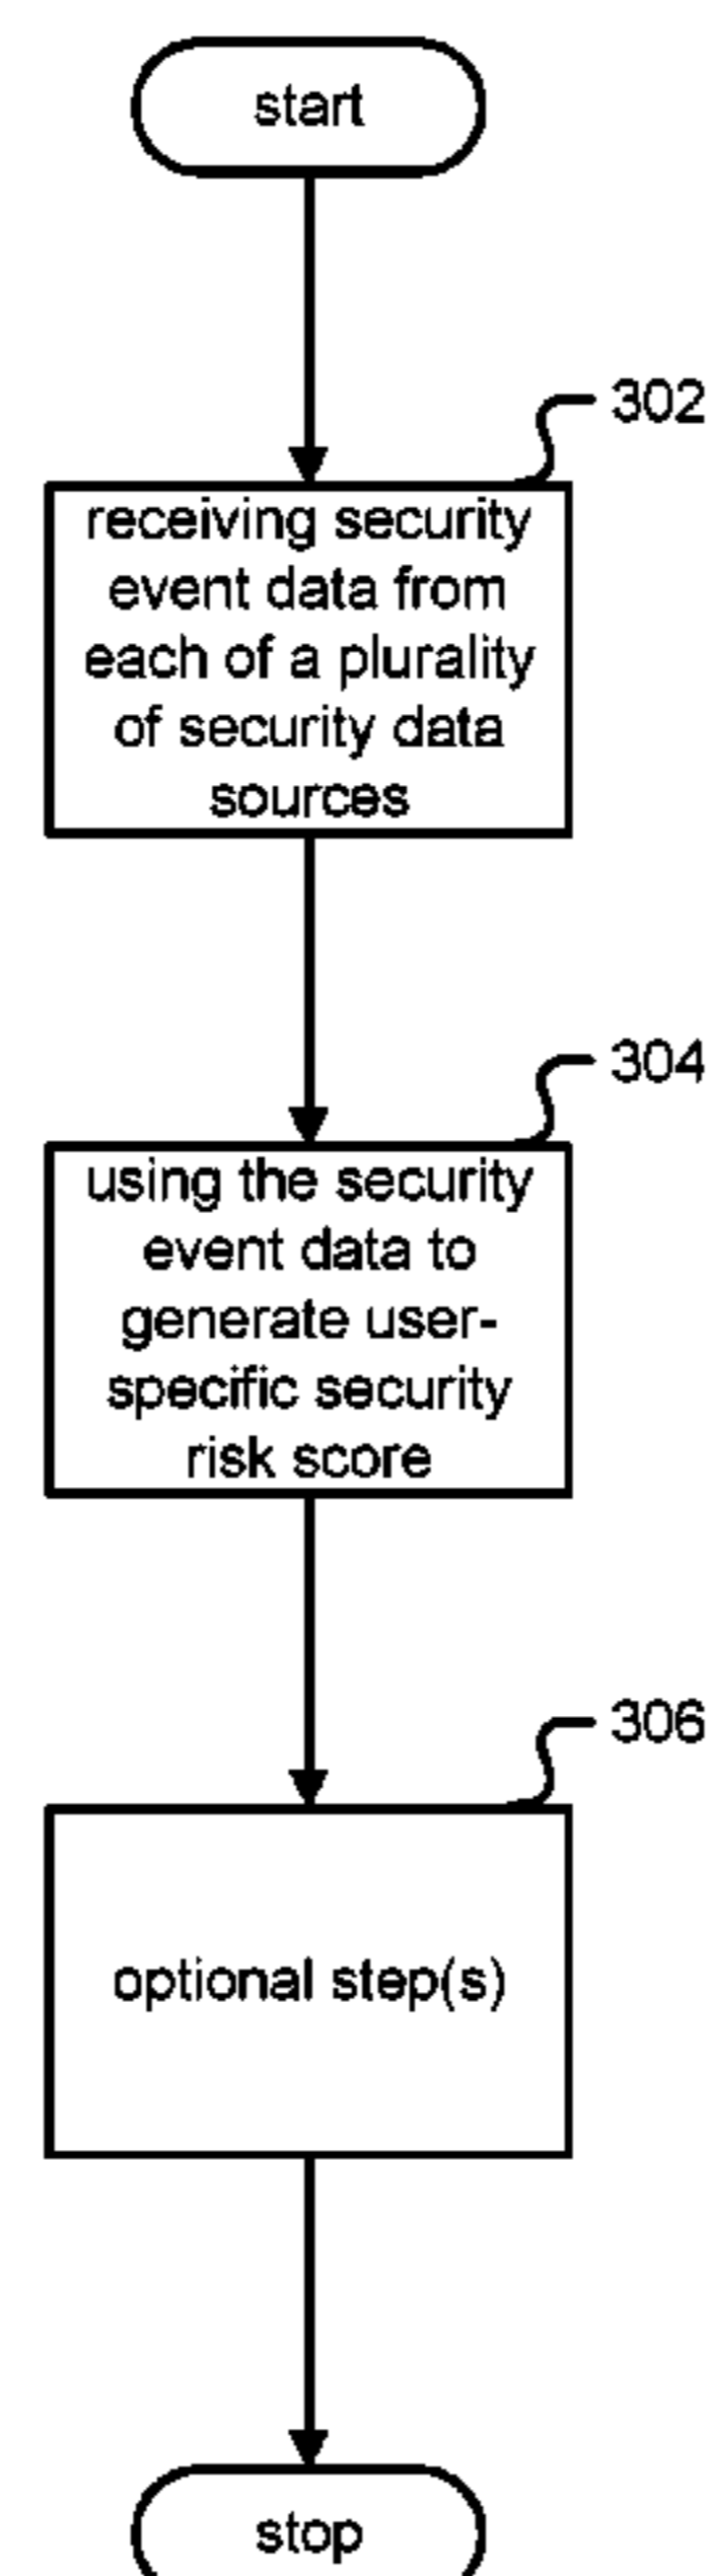 start
302
receiving security
event data from
each of a plurality
of security data
sources
304
using the security
event data to
generate user-
specific security
risk score
306
optional step(s)
stop